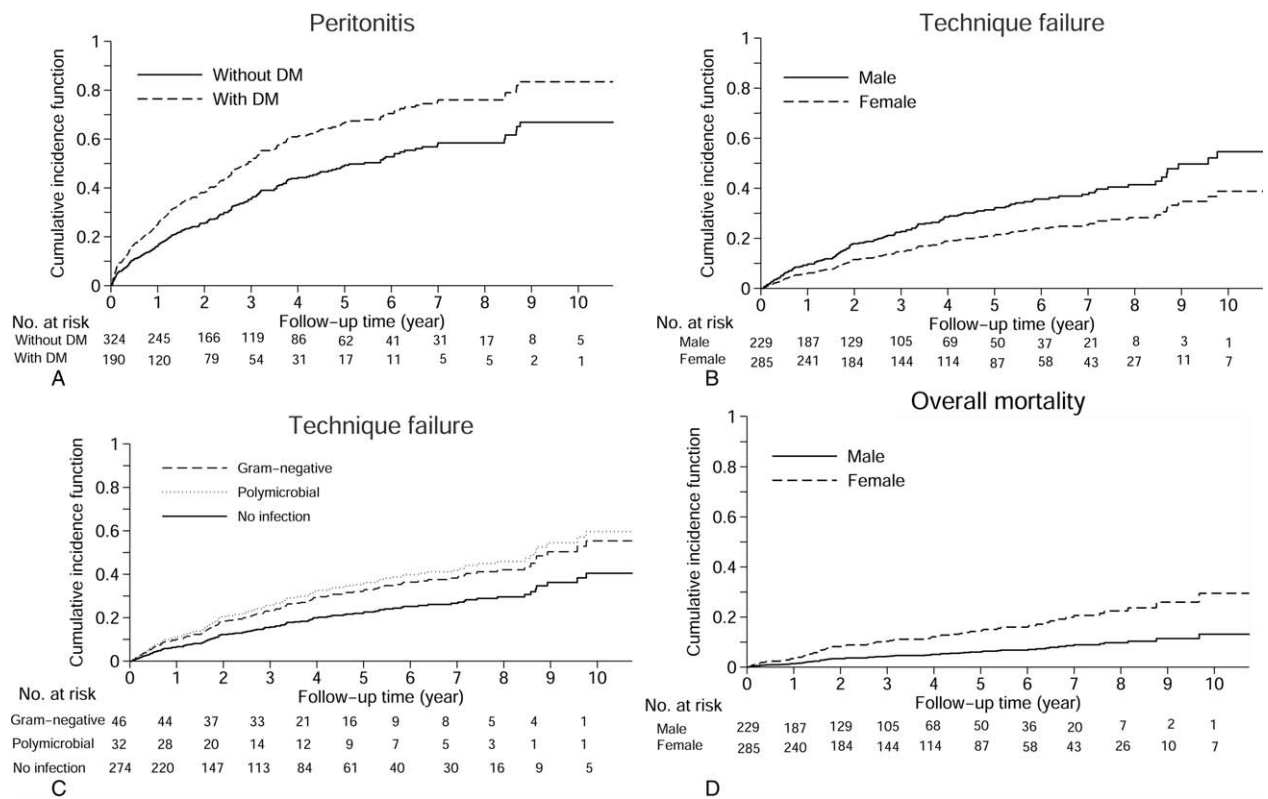 Peritonitis
1
0.8
0.6
0.4
0.2
0
Cumulative incidence function
Without DM
With DM
0 1 2 3 4 5 6 7 8 9 10
Follow−up time (year)
No. at risk
Without DM 324 245 166 119 86 62 41 31 17 8 5
With DM 190 120 79 54 31 17 11 5 5 2 1
A
Technique failure
1
0.8
0.6
0.4
0.2
0
Cumulative incidence function
Male
Female
0 1 2 3 4 5 6 7 8 9 10
Follow−up time (year)
No. at risk
Male 229 187 129 105 69 50 37 21 8 3 1
Female 285 241 184 144 114 87 58 43 27 11 7
B
Technique failure
1
0.8
0.6
0.4
0.2
0
Cumulative incidence function
Gram−negative
Polymicrobial
No infection
0 1 2 3 4 5 6 7 8 9 10
Follow−up time (year)
No. at risk
Gram−negative 46 44 37 33 21 16 9 8 5 4 1
Polymicrobial 32 28 20 14 12 9 7 5 3 1 1
No infection 274 220 147 113 84 61 40 30 16 9 5
C
Overall mortality
1
0.8
0.6
0.4
0.2
0
Cumulative incidence function
Male
Female
0 1 2 3 4 5 6 7 8 9 10
Follow−up time (year)
No. at risk
Male 229 187 129 105 68 50 36 20 7 2 1
Female 285 240 184 144 114 87 58 43 26 10 7
D